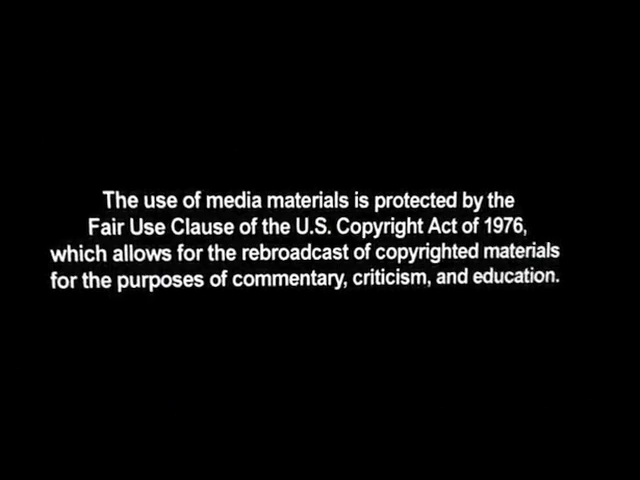 The use of media materials is protected by the
Fair Use Clause of the U.S. Copyright Act of 1976,
which allows for the rebroadcast of copyrighted materials
for the purposes of commentary, criticism, and education.